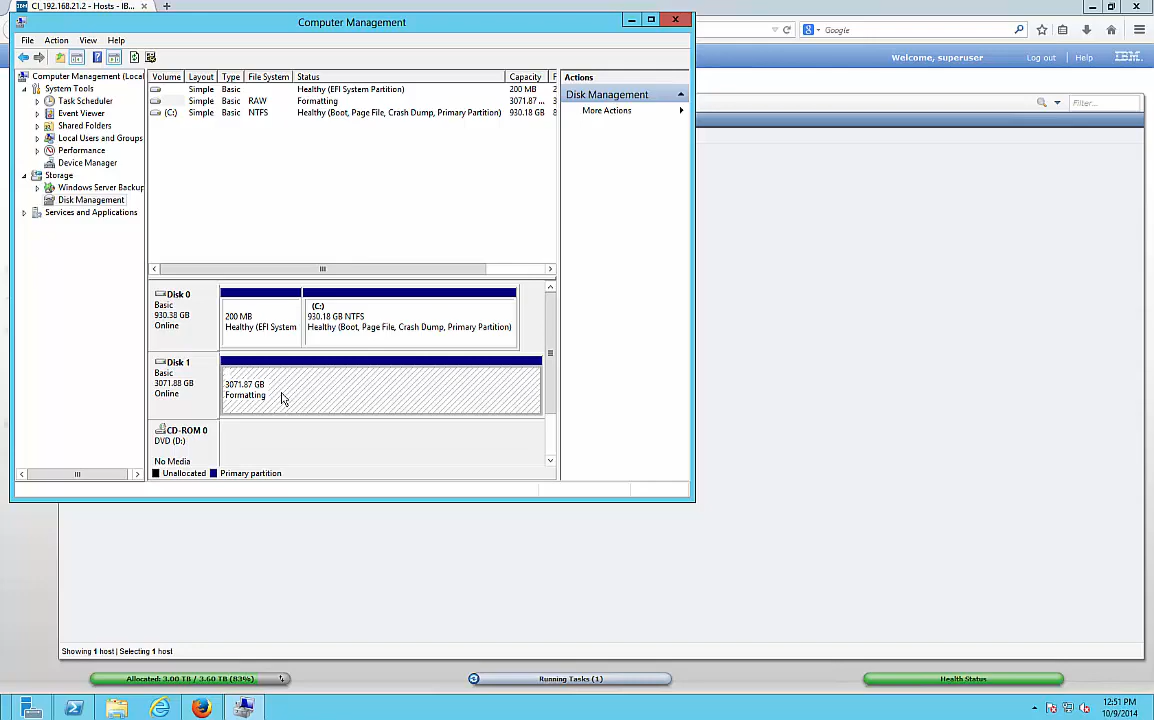 CI_192.168.21.2 - Hosts - IB...
Computer Management
File Action View Help
Google
Welcome, superuser
Log out
Help
IBM
Filter...
Computer Management (Local
System Tools
Task Scheduler
Event Viewer
Shared Folders
Local Users and Groups
Performance
Device Manager
Storage
Windows Server Backup
Disk Management
Services and Applications
Volume Layout Type File System Status Capacity F
Simple Basic Healthy (EFI System Partition) 200 MB 2
Simple Basic RAW Formatting 3071.87 ... 3
(C:) Simple Basic NTFS Healthy (Boot, Page File, Crash Dump, Primary Partition) 930.18 GB 8
Actions
Disk Management
More Actions
Disk 0
Basic
930.38 GB
Online
200 MB
Healthy (EFI System
(C:)
930.18 GB NTFS
Healthy (Boot, Page File, Crash Dump, Primary Partition)
Disk 1
Basic
3071.88 GB
Online
3071.87 GB
Formatting
CD-ROM 0
DVD (D:)
No Media
Unallocated Primary partition
Showing 1 host | Selecting 1 host
Allocated: 3.00 TB / 3.60 TB (83%)
Running Tasks (1)
Health Status
12:51 PM
10/9/2014